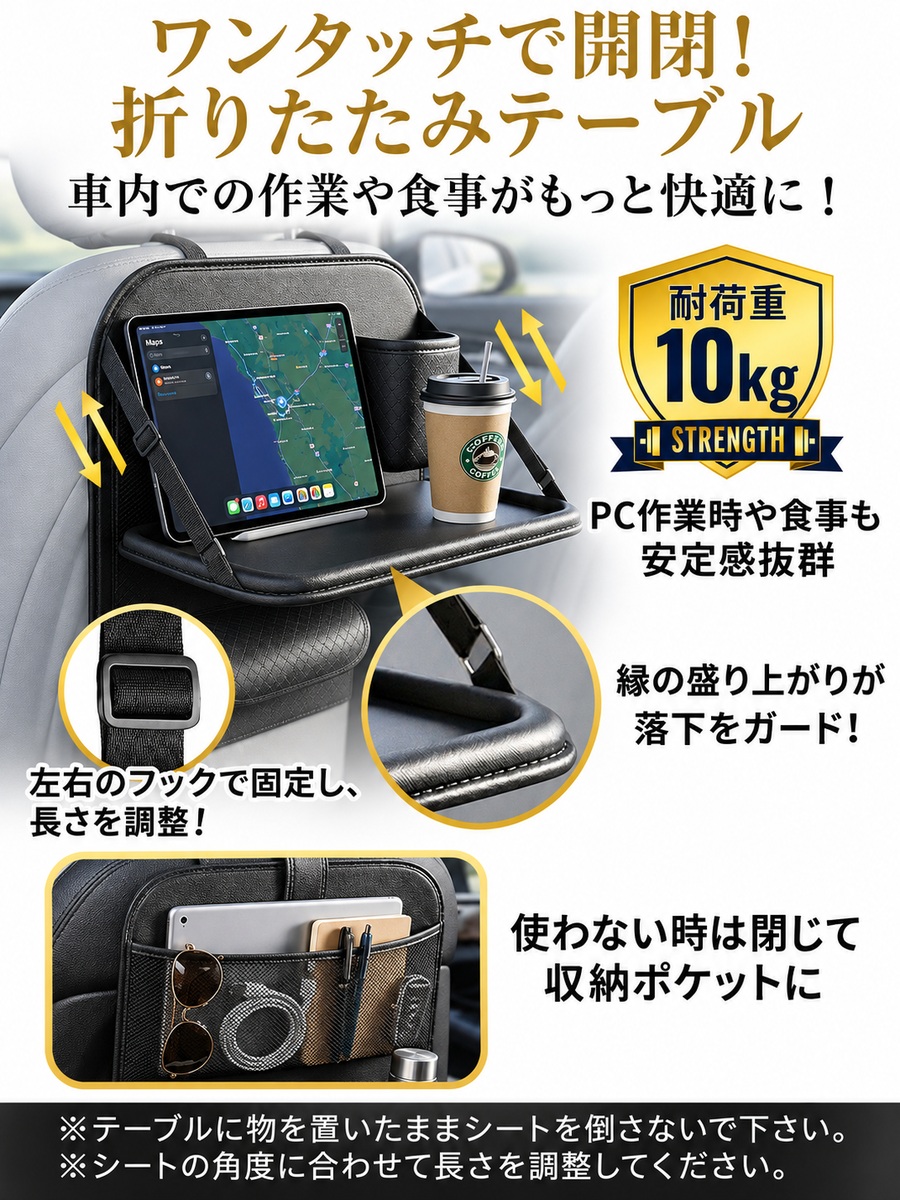 ワンタッチで開閉！
折りたたみテーブル
車内での作業や食事がもっと快適に！
耐荷重
10kg
STRENGTH
Maps
COFFEE
PC作業時や食事も
安定感抜群
縁の盛り上がりが
落下をガード！
左右のフックで固定し、
長さを調整！
使わない時は閉じて
収納ポケットに
※テーブルに物を置いたままシートを倒さないで下さい。
※シートの角度に合わせて長さを調整してください。